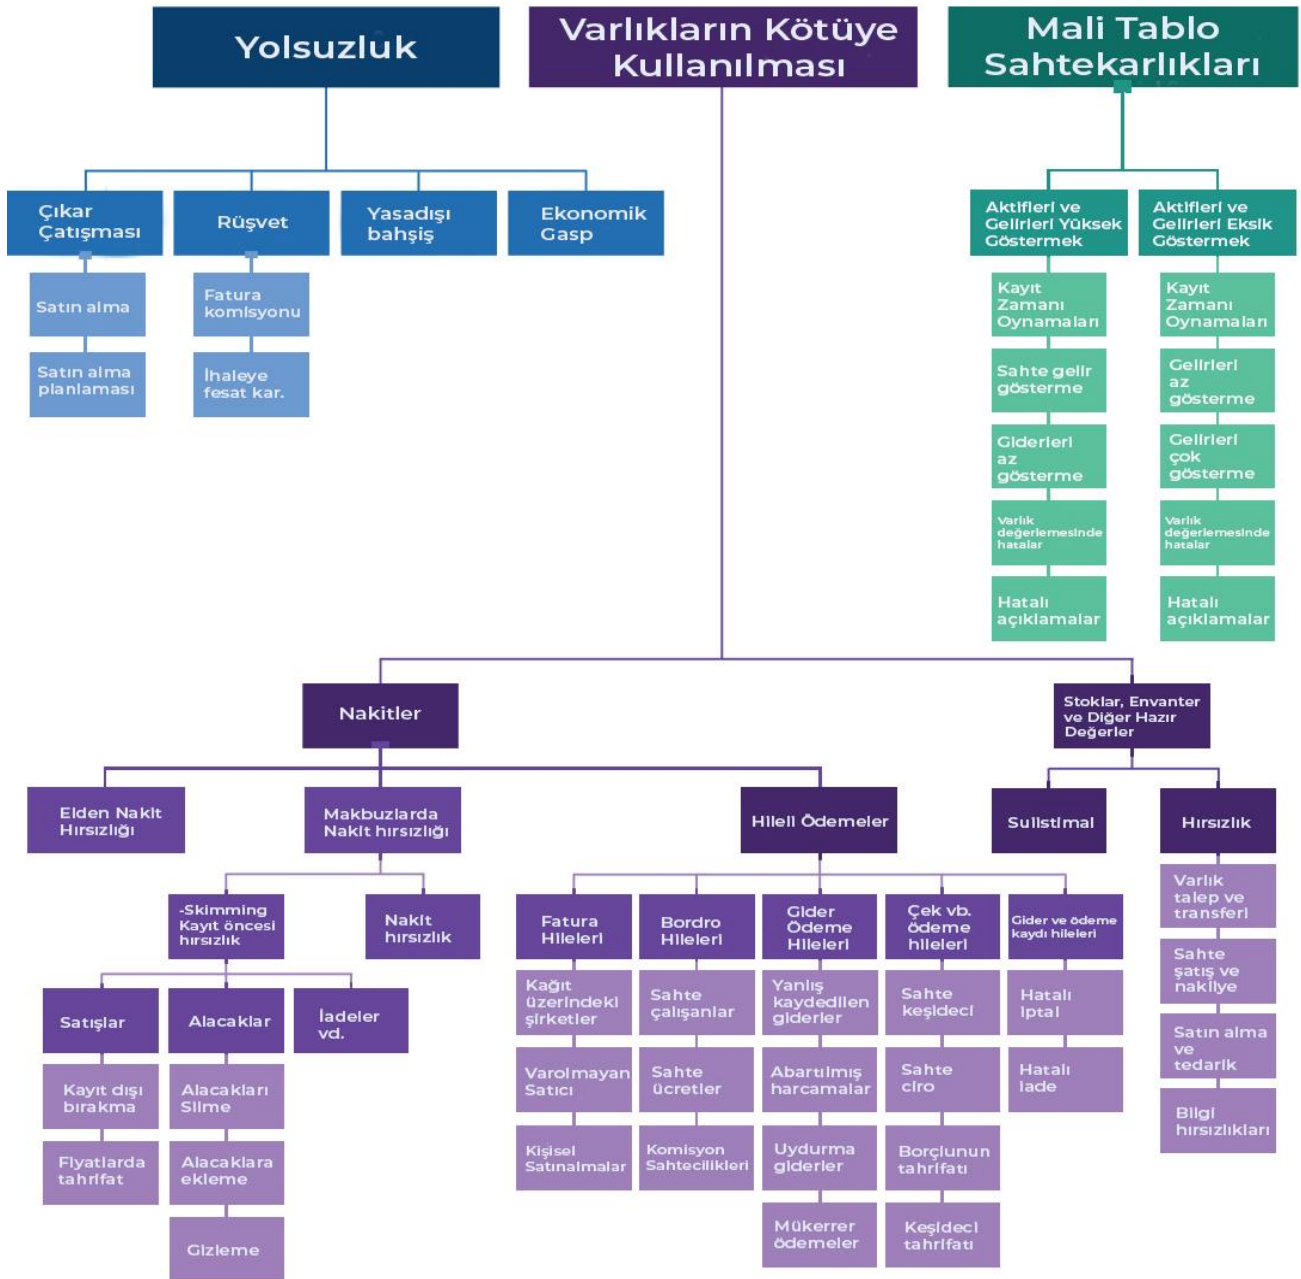 Yolsuzluk
Varlıkların Kötüye
Kullanılması
Mali Tablo
Sahtekarlıkları
Çıkar
Çatışması
Rüşvet
Yasadışı
bahşiş
Ekonomik
Gasp
Satın alma
Satın alma
planlaması
Fatura
komisyonu
İhaleye
fesat kar.
Aktifleri ve
Gelirleri Yüksek
Göstermek
Kayıt
Zamanı
Oynamaları
Sahte gelir
gösterme
Giderleri
az
gösterme
Varlık
değerlemesinde
hatalar
Hatalı
açıklamalar
Aktifleri ve
Gelirleri Eksik
Göstermek
Kayıt
Zamanı
Oynamaları
Gelirleri
az
gösterme
Gelirleri
çok
gösterme
Varlık
değerlemesinde
hatalar
Hatalı
açıklamalar
Nakitler
Stoklar, Envanter
ve Diğer Hazır
Değerler
Elden Nakit
Hırsızlığı
Makbuzlarda
Nakit hırsızlığı
Hileli Ödemeler
Suiistimal
Hırsızlık
-Skimming
Kayıt öncesi
hırsızlık
Nakit
hırsızlık
Satışlar
Kayıt dışı
bırakma
Fiyatlarda
tahrifat
Alacaklar
Alacakları
Silme
Alacaklara
ekleme
Gizleme
İadeler
vd.
Fatura
Hileleri
Kağıt
üzerindeki
şirketler
Varolmayan
Satıcı
Kişisel
Satınalmalar
Bordro
Hileleri
Sahte
çalışanlar
Sahte
ücretler
Komisyon
Sahtecilikleri
Gider
Ödeme
Hileleri
Yanlış
kaydedilen
giderler
Abartılmış
harcamalar
Uydurma
giderler
Mükerrer
ödemeler
Çek vb.
ödeme
hileleri
Sahte
keşideci
Sahte
ciro
Borçlunun
tahrifatı
Keşideci
tahrifatı
Gider ve ödeme
kaydı hileleri
Hatalı
iptal
Hatalı
iade
Varlık
talep ve
transferi
Sahte
şatış ve
nakliye
Satın alma
ve
tedarik
Bilgi
hırsızlıkları